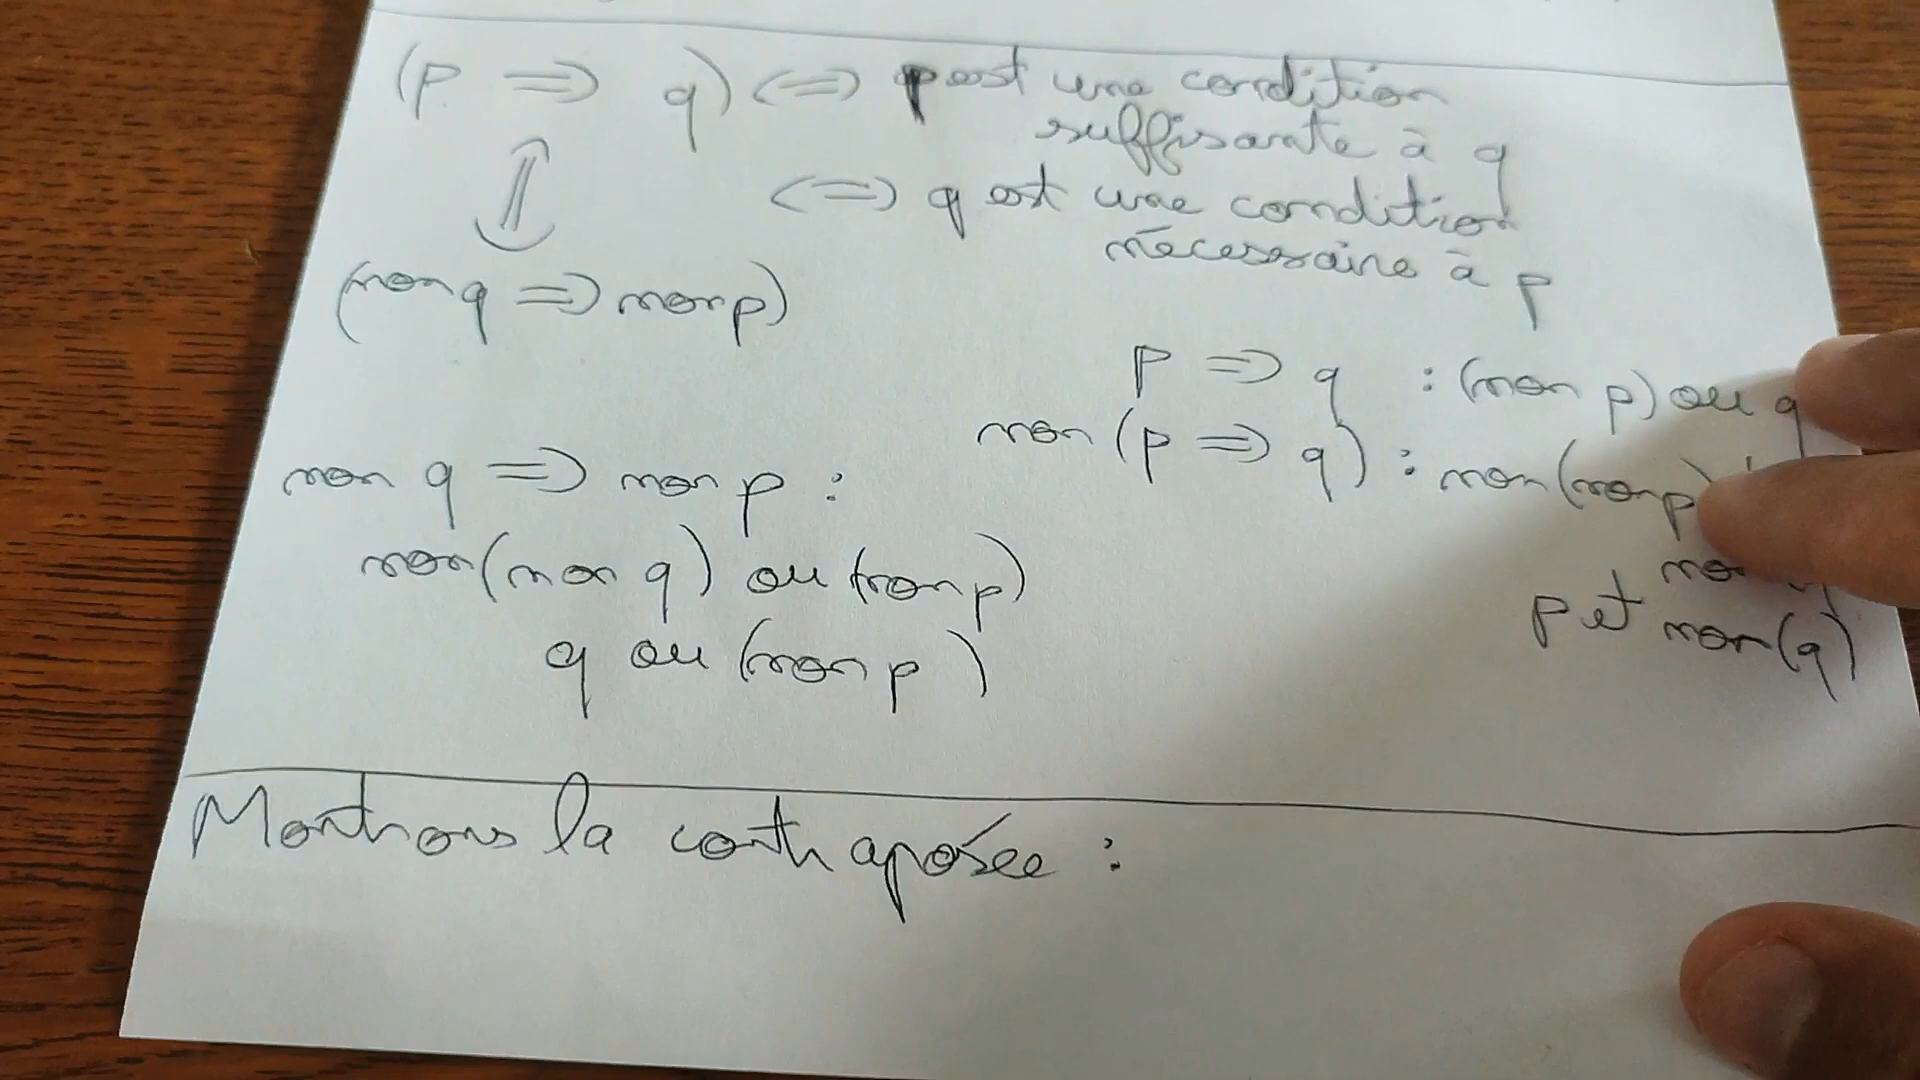 (p => q) <=> p est une condition
suffisante à q
<=> q est une condition
nécessaire à p
(non q => non p)
p => q : (non p) ou q
non (p => q) : non(non p)
p et non(q)
non q => non p :
non(non q) ou (non p)
q ou (non p)
Montrons la contraposée :